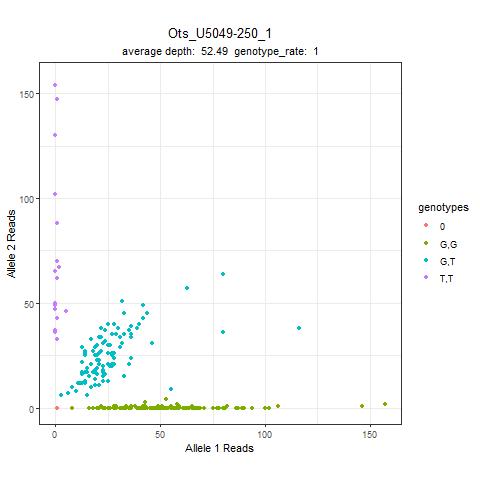 Ots_U5049-250_1
average depth: 52.49 genotype_rate: 1
Allele 2 Reads
150
100
50
0
0
50
100
150
Allele 1 Reads
genotypes
0
G,G
G,T
T,T